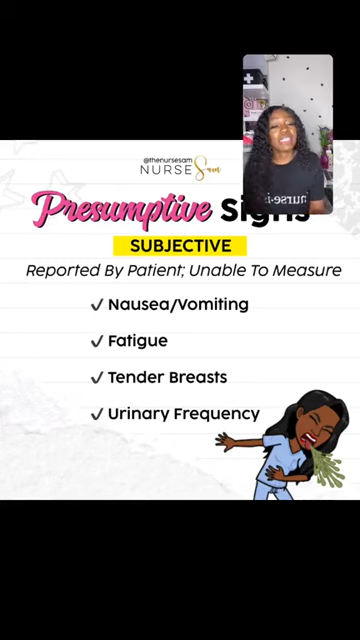 @thenursesam
NURSE Sam
Presumptive Signs
SUBJECTIVE
Reported By Patient; Unable To Measure
✓ Nausea/Vomiting
✓ Fatigue
✓ Tender Breasts
✓ Urinary Frequency